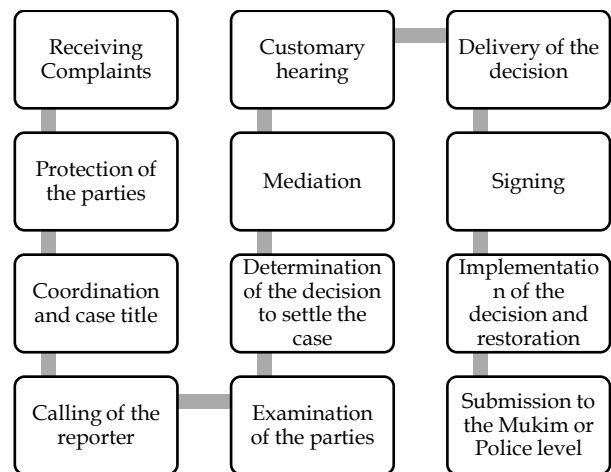 Receiving
Complaints
Protection of
the parties
Coordination
and case title
Calling of the
reporter
Examination
of the parties
Determination
of the decision
to settle the
case
Mediation
Customary
hearing
Delivery of the
decision
Signing
Implementatio
n of the
decision and
restoration
Submission to
the Mukim or
Police level